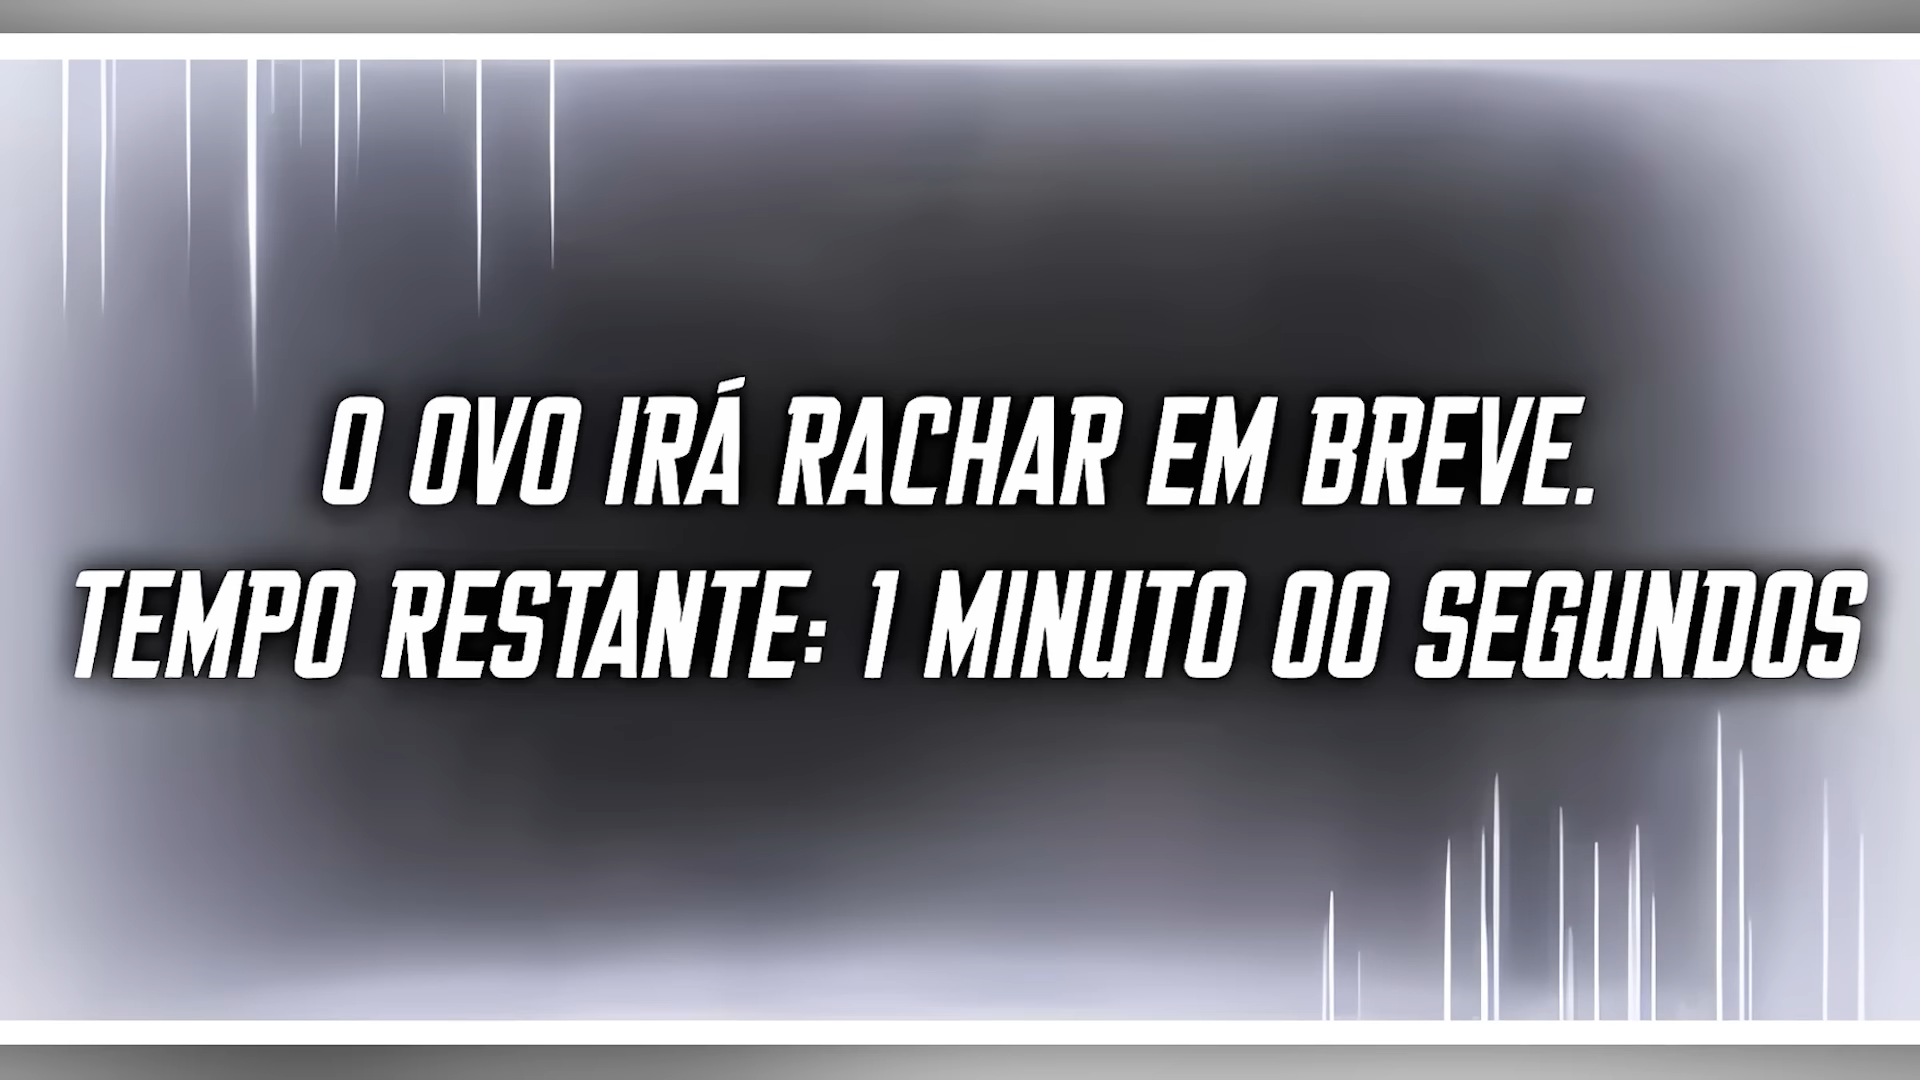 O OVO IRÁ RACHAR EM BREVE.
TEMPO RESTANTE: 1 MINUTO 00 SEGUNDOS